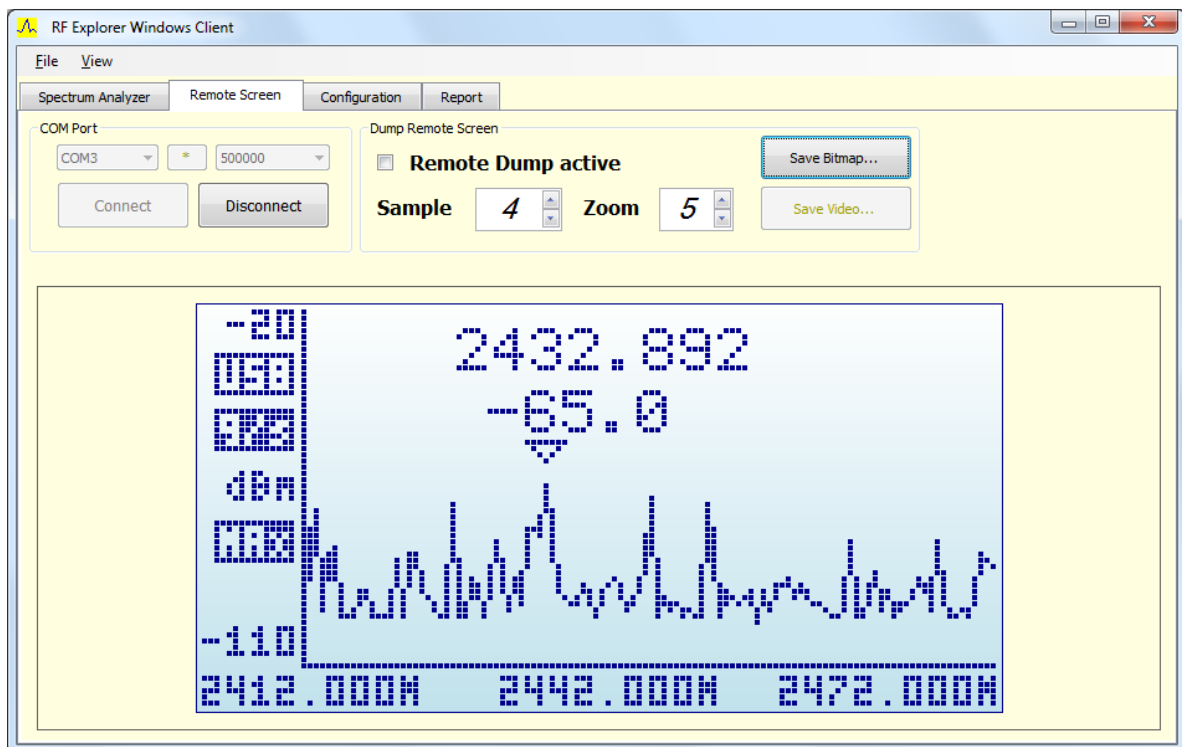 RF Explorer Windows Client
File View
Spectrum Analyzer Remote Screen Configuration Report
COM Port
COM3 * 500000
Connect Disconnect
Dump Remote Screen
Remote Dump active
Sample 4 Zoom 5
Save Bitmap...
Save Video...
-20
2432.892
-65.0
dBm
MAX
-110
2412.000M 2442.000M 2472.000M